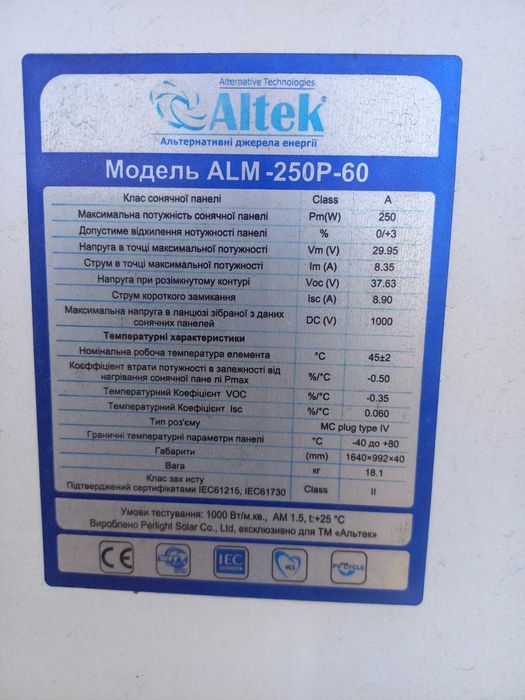 Alternative Technologies
Altek®
Альтернативні джерела енергії
Модель ALM -250P-60
Клас сонячної панелі Class A
Максимальна потужність сонячної панелі Pm(W) 250
Допустиме відхилення нотужності панелі % 0/+3
Напруга в точці максимальної потужності Vm (V) 29.95
Струм в точці максимальної потужності Im (A) 8.35
Напруга при розімкнутому контурі Voc (V) 37.63
Струм короткого замикання Isc (A) 8.90
Максимальна напруга в ланцюзі зібраної з даних
сонячних панелей DC (V) 1000
Температурні характеристики
Номінальна робоча температура елемента °C 45±2
Коєффіцієнт втрати потужності в залежності від
нагрівання сонячної пане лі Pmax %/°C -0.50
Температурний Коефіцієнт VOC %/°C -0.35
Температурний Коефіцієнт Isc %/°C 0.060
Тип роз'єму MC plug type IV
Граничні температурні параметри панелі °C -40 до +80
Габарити (mm) 1640×992×40
Вага кг 18.1
Клас зах исту
Підтверджений сертифікатами IEC61215, IEC61730 Class II
Умови тестування: 1000 Вт/м.кв., AM 1.5, t:+25 °C
Вироблено Perlight Solar Co., Ltd, ексклюзивно для ТМ «Альтек»
CE
IEC
MCS
PV CYCLE